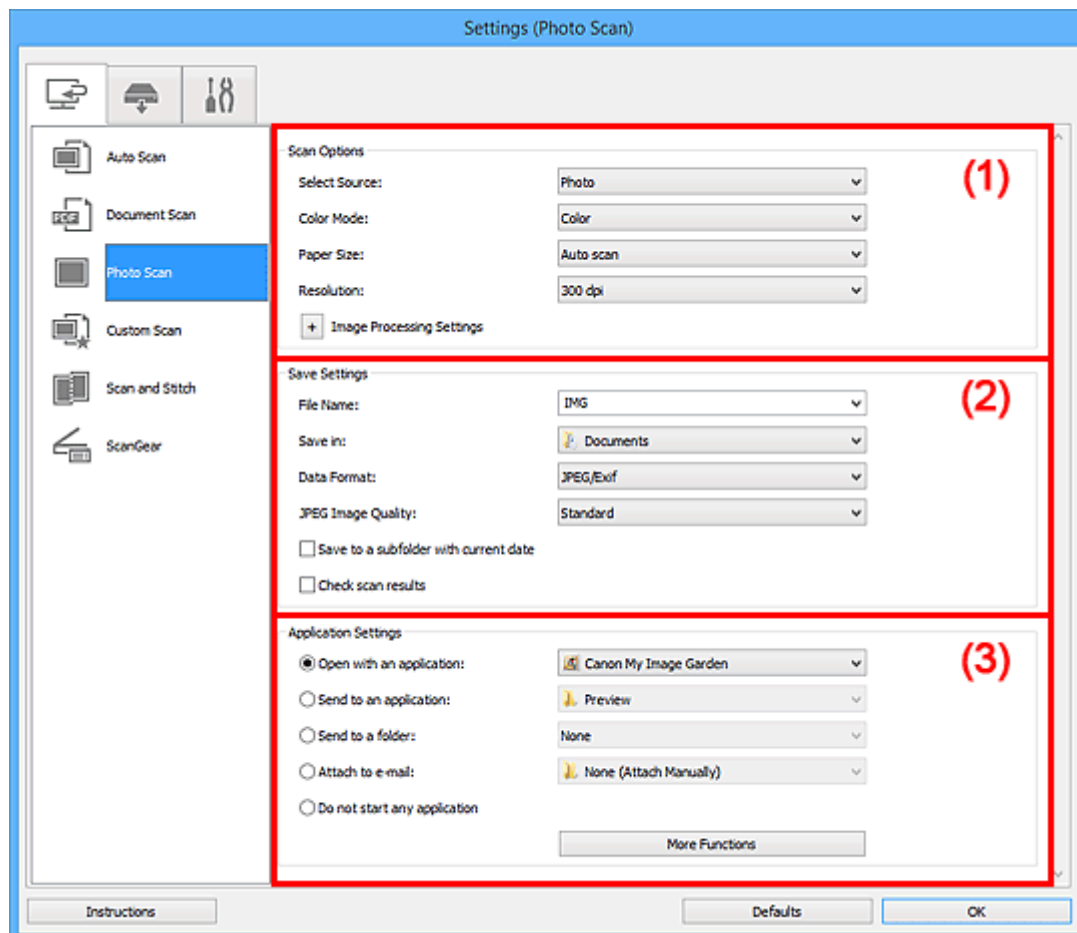 Settings (Photo Scan)
Auto Scan
Document Scan
Photo Scan
Custom Scan
Scan and Stitch
ScanGear
Scan Options
(1)
Select Source: Photo
Color Mode: Color
Paper Size: Auto scan
Resolution: 300 dpi
+ Image Processing Settings
Save Settings
(2)
File Name: IMG
Save in: Documents
Data Format: JPEG/Exif
JPEG Image Quality: Standard
Save to a subfolder with current date
Check scan results
Application Settings
(3)
Open with an application: Canon My Image Garden
Send to an application: Preview
Send to a folder: None
Attach to e-mail: None (Attach Manually)
Do not start any application
More Functions
Instructions Defaults OK